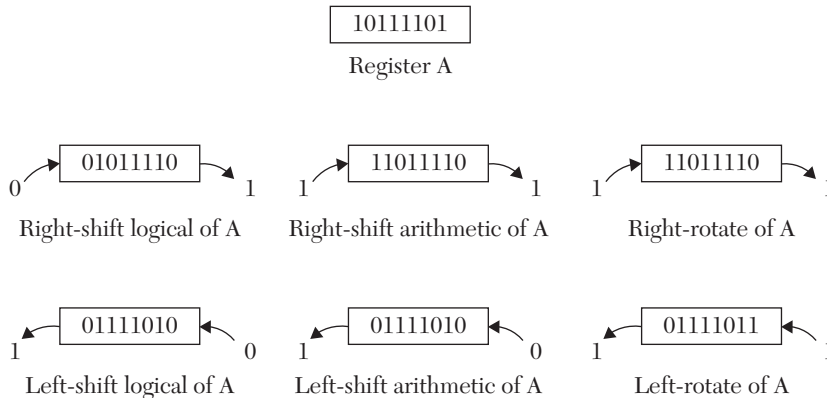 10111101
Register A
0 01011110 1 1 11011110 1 1 11011110 1
Right-shift logical of A Right-shift arithmetic of A Right-rotate of A
1 01111010 0 1 01111010 0 1 01111011 1
Left-shift logical of A Left-shift arithmetic of A Left-rotate of A